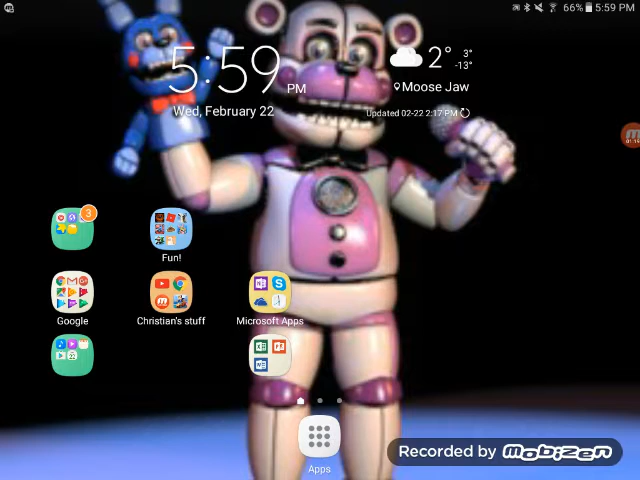 66% 5:59 PM
5:59 PM
Wed, February 22
2° 3°
-13°
Moose Jaw
Updated 02-22 2:17 PM
3
Fun!
Google
Christian's stuff
Microsoft Apps
Apps
Recorded by Mobizen